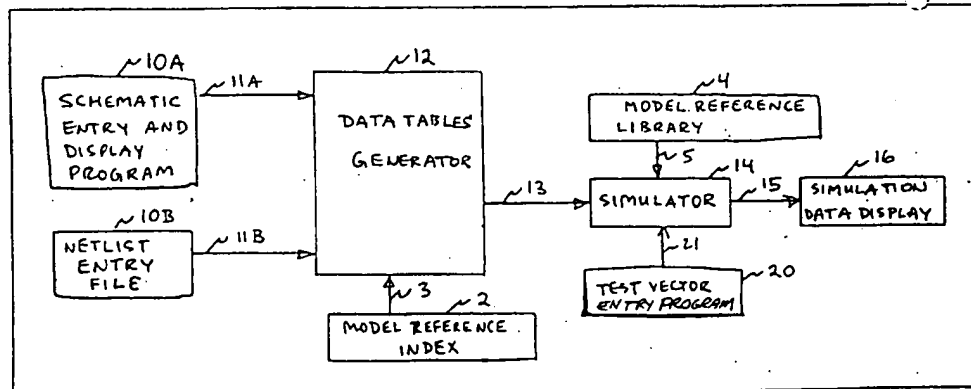 10A
11A
SCHEMATIC
ENTRY AND
DISPLAY
PROGRAM
10B
11B
NETLIST
ENTRY
FILE
12
DATA TABLES
GENERATOR
13
3
2
MODEL REFERENCE
INDEX
4
MODEL REFERENCE
LIBRARY
5
14
SIMULATOR
15
16
SIMULATION
DATA DISPLAY
21
20
TEST VECTOR
ENTRY PROGRAM